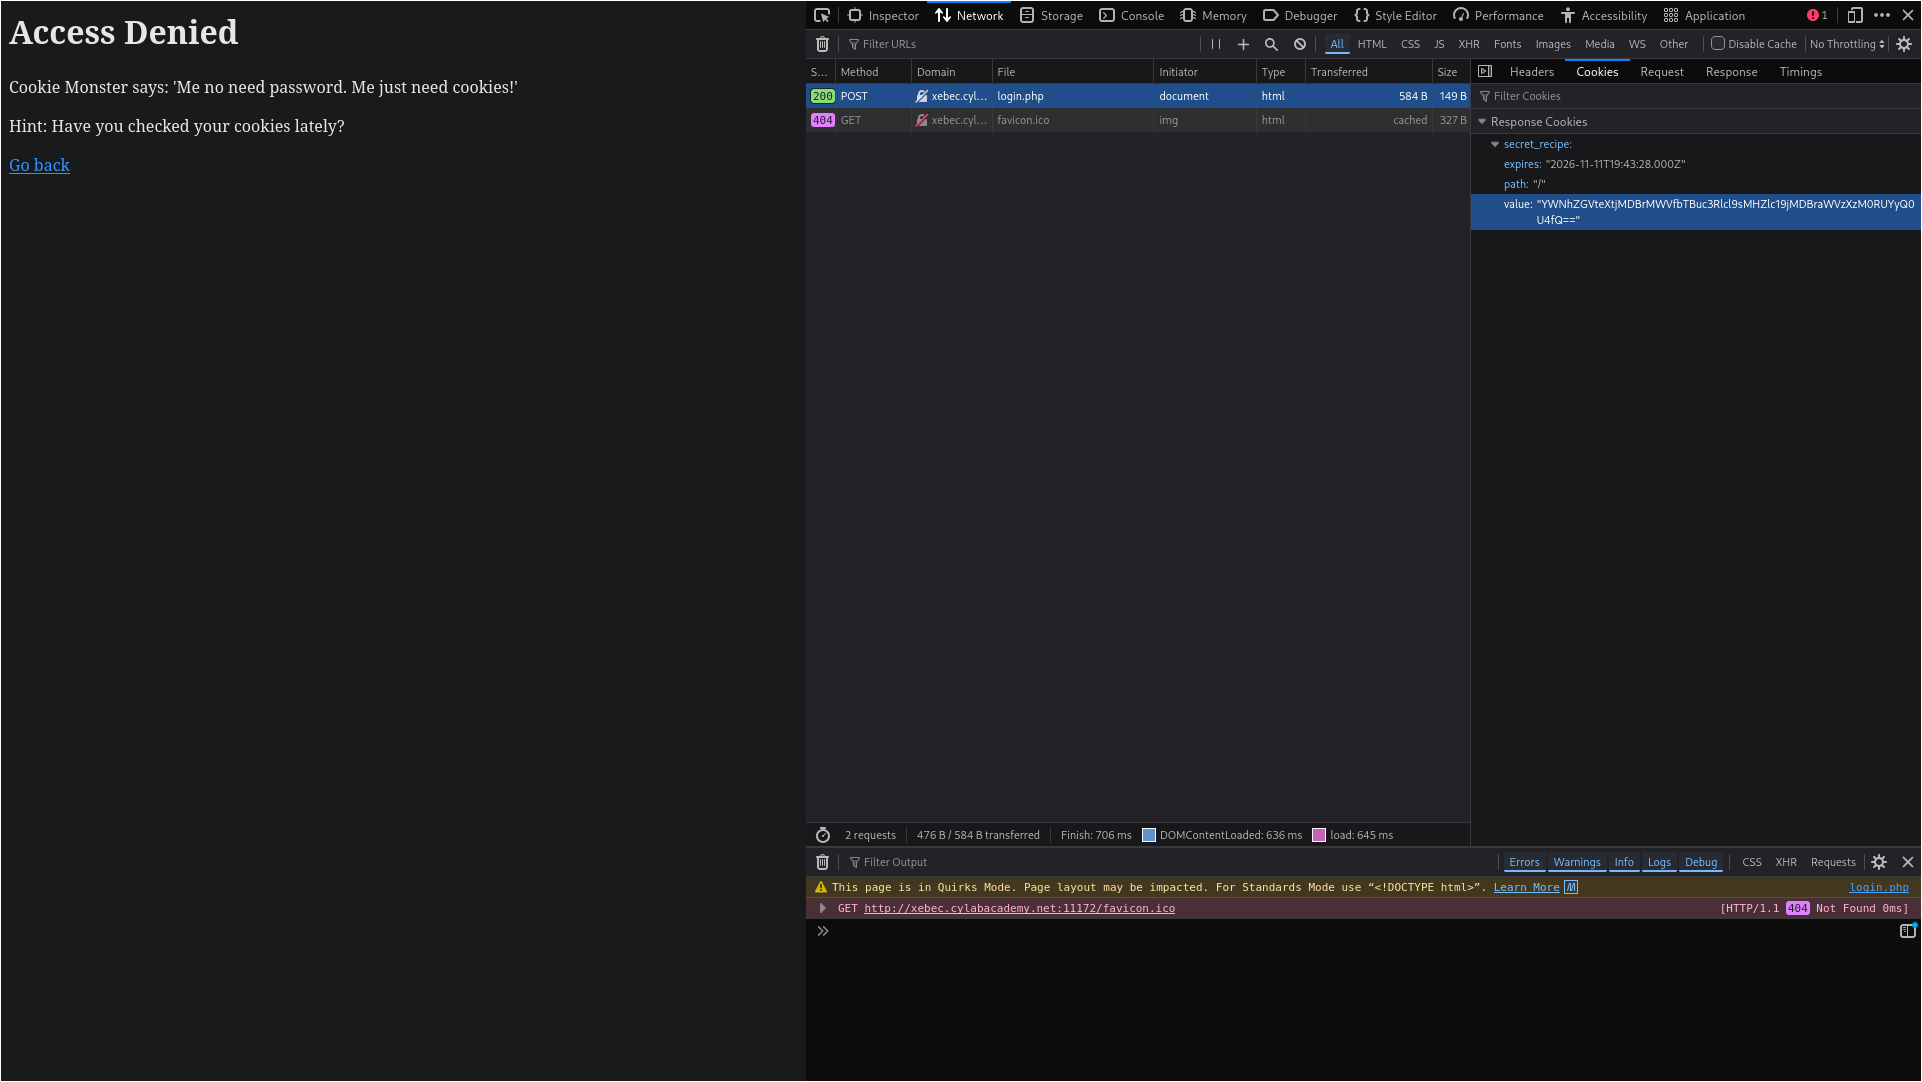 Access Denied
Cookie Monster says: 'Me no need password. Me just need cookies!'
Hint: Have you checked your cookies lately?
Go back
Inspector Network Storage Console Memory Debugger Style Editor Performance Accessibility Application 1
Filter URLs All HTML CSS JS XHR Fonts Images Media WS Other Disable Cache No Throttling
S... Method Domain File Initiator Type Transferred Size
200 POST xebec.cyl... login.php document html 584 B 149 B
404 GET xebec.cyl... favicon.ico img html cached 327 B
Headers Cookies Request Response Timings
Filter Cookies
Response Cookies
secret_recipe:
expires: "2026-11-11T19:43:28.000Z"
path: "/"
value: "YWNhZGVteXtjMDBrMWVfbTBuc3Rlcl9sMHZlc19jMDBraWVzXzM0RUYyQ0
U4fQ=="
2 requests 476 B / 584 B transferred Finish: 706 ms DOMContentLoaded: 636 ms load: 645 ms
Filter Output Errors Warnings Info Logs Debug CSS XHR Requests
This page is in Quirks Mode. Page layout may be impacted. For Standards Mode use “<!DOCTYPE html>”. Learn More login.php
GET http://xebec.cylabacademy.net:11172/favicon.ico [HTTP/1.1 404 Not Found 0ms]